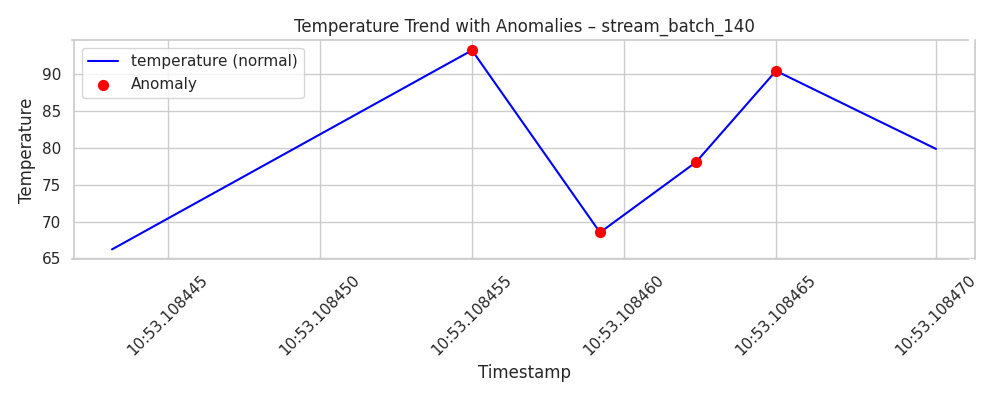 Temperature Trend with Anomalies – stream_batch_140
temperature (normal)
Anomaly
Temperature
90
85
80
75
70
65
10:53.108445
10:53.108450
10:53.108455
10:53.108460
10:53.108465
10:53.108470
Timestamp